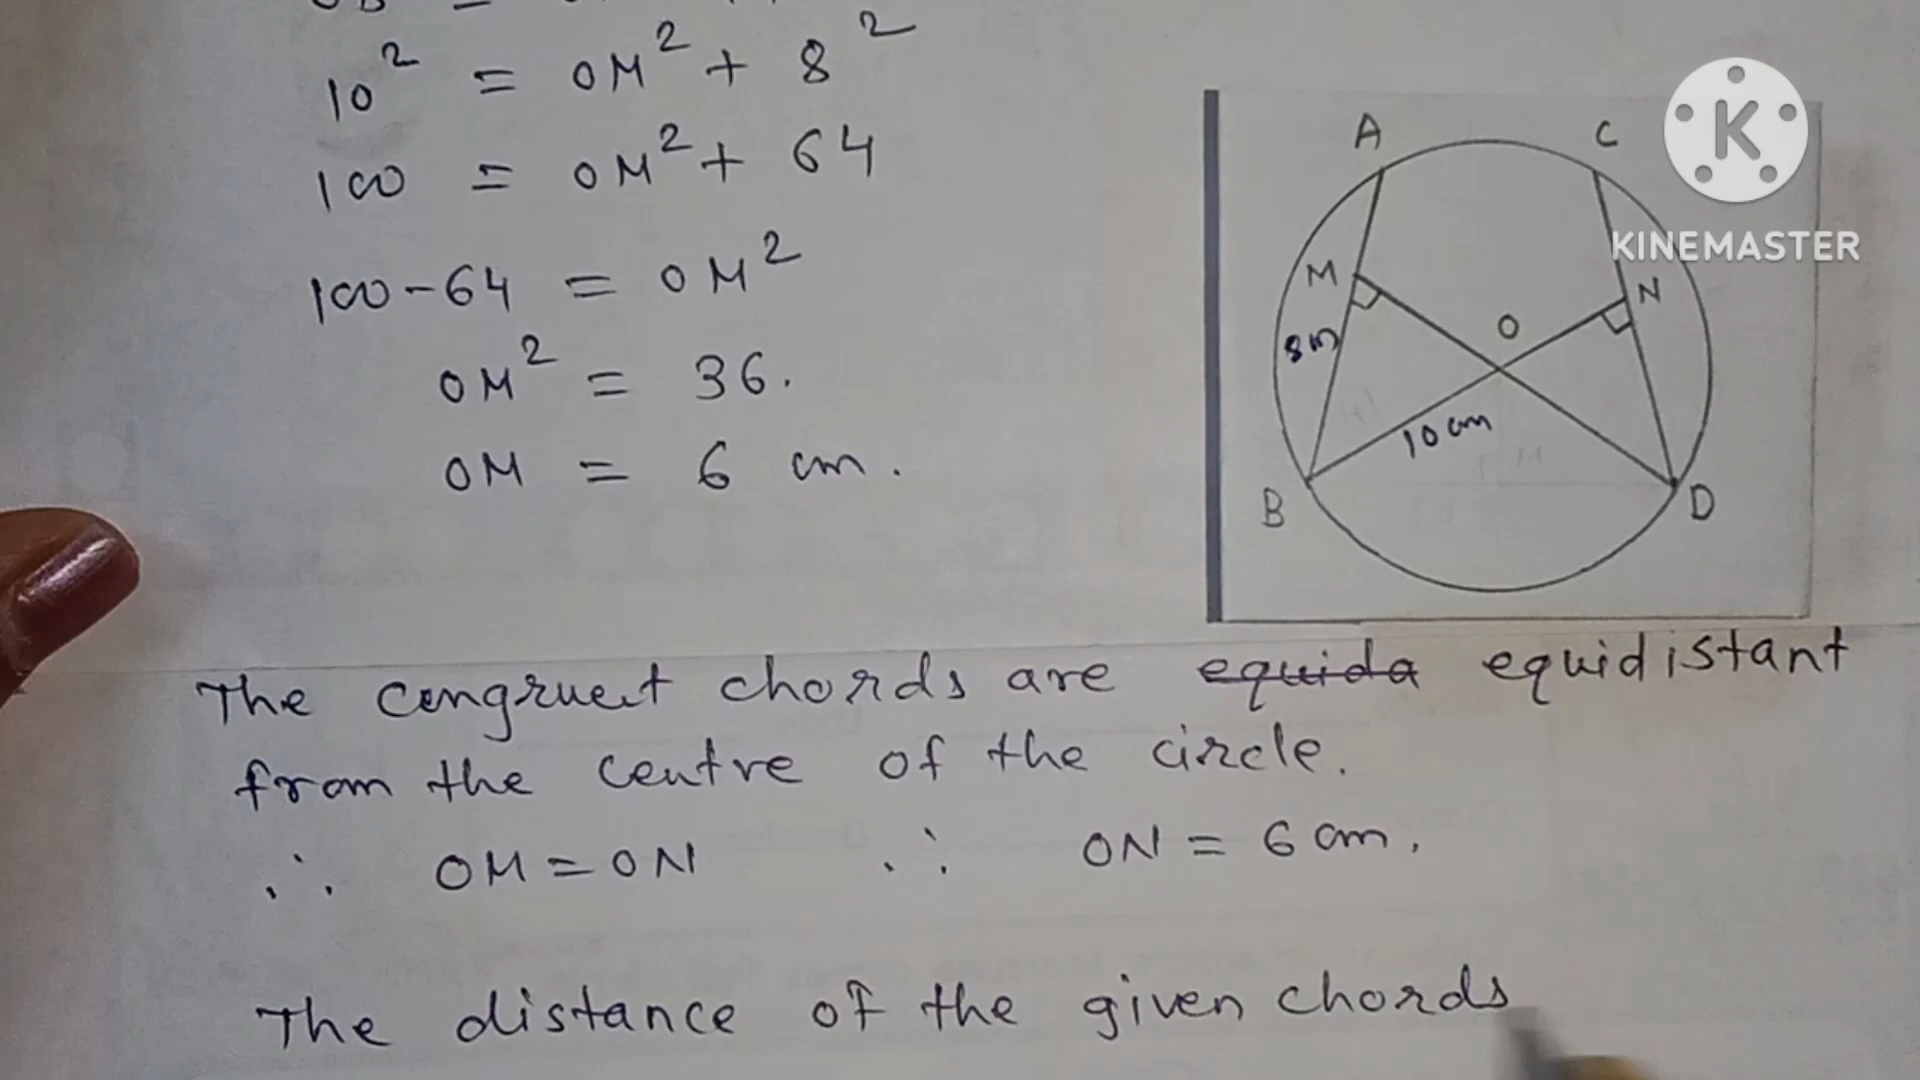 10² = OM² + 8²
100 = OM² + 64
100 - 64 = OM²
OM² = 36.
OM = 6 cm.
A
C
M
N
O
8 cm
10 cm
B
D
K
KINEMASTER
The congruent chords are equida equidistant
from the centre of the circle.
∴ OM = ON ∴ ON = 6 cm.
The distance of the given chords